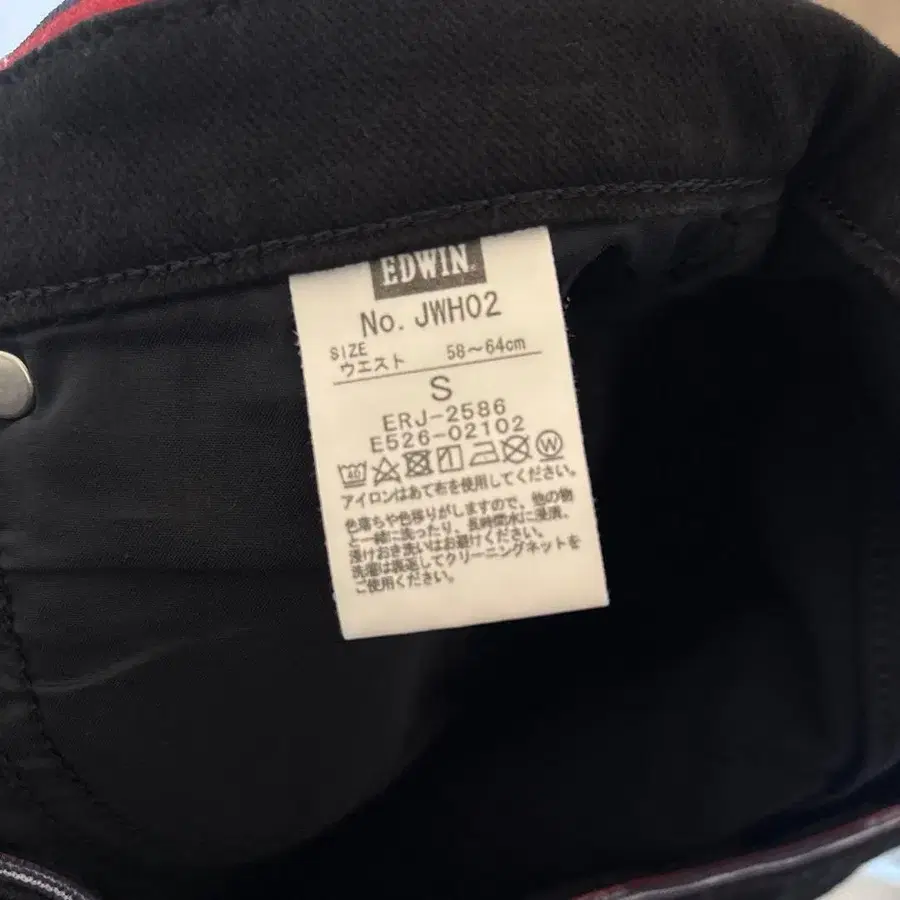 EDWIN
No. JWH02
SIZE
ウエスト 58～64cm
S
ERJ-2586
E526-02102
40 W
アイロンはあて布を使用してください。
色落ちや色移りがしますので、他の物
と一緒に洗ったり、長時間水に浸漬、
浸けおき洗いはお避けください。
洗濯は裏返してクリーニングネットを
ご使用ください。